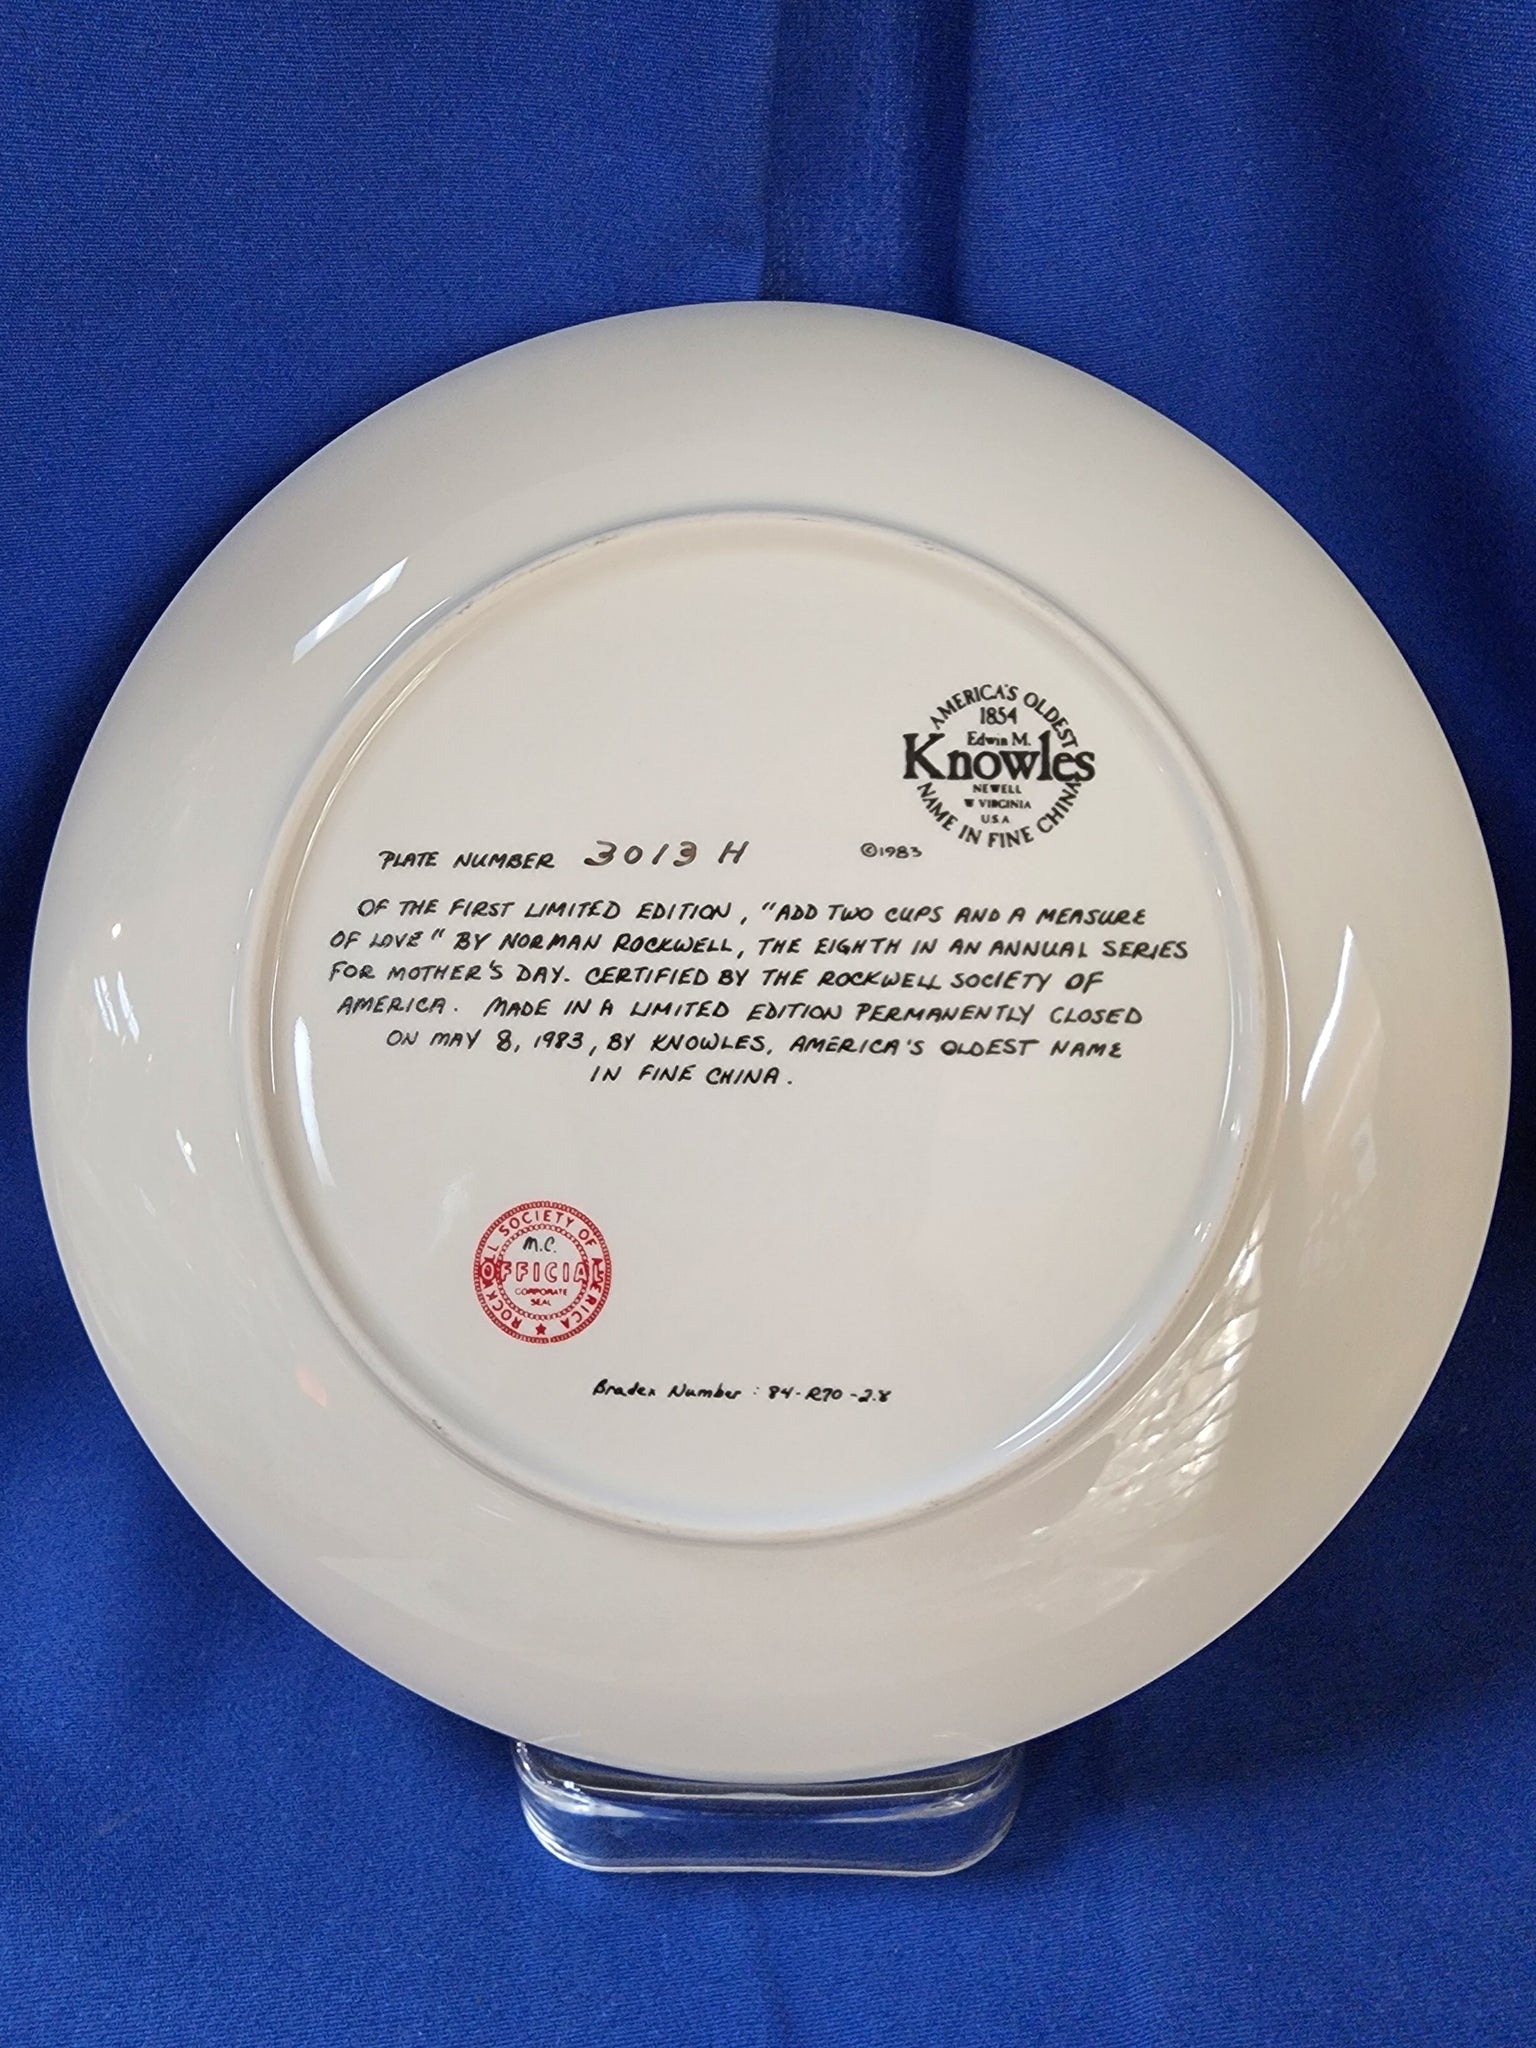 AMERICA'S OLDEST
1854
Edwin M.
Knowles
NEWELL
W VIRGINIA
U.S.A
NAME IN FINE CHINA
©1983
PLATE NUMBER 3013 H
OF THE FIRST LIMITED EDITION, "ADD TWO CUPS AND A MEASURE
OF LOVE" BY NORMAN ROCKWELL, THE EIGHTH IN AN ANNUAL SERIES
FOR MOTHER'S DAY. CERTIFIED BY THE ROCKWELL SOCIETY OF
AMERICA. MADE IN A LIMITED EDITION PERMANENTLY CLOSED
ON MAY 8, 1983, BY KNOWLES, AMERICA'S OLDEST NAME
IN FINE CHINA.
ROCKWELL SOCIETY OF AMERICA
M.C.
OFFICIAL
CORPORATE
SEAL
Bradex Number: 84-R70-2.8